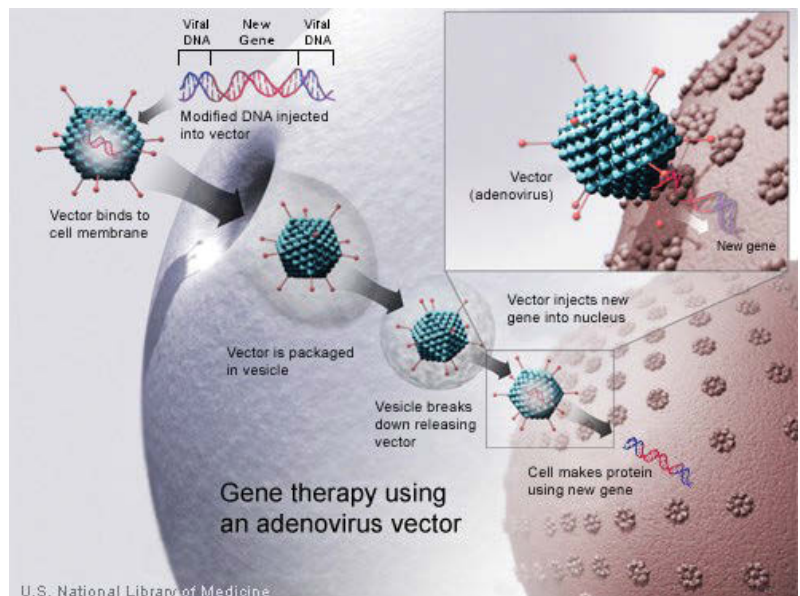 Viral
DNA
New
Gene
Viral
DNA
Modified DNA injected
into vector
Vector binds to
cell membrane
Vector is packaged
in vesicle
Vesicle breaks
down releasing
vector
Vector injects new
gene into nucleus
Cell makes protein
using new gene
Vector
(adenovirus)
New gene
Gene therapy using
an adenovirus vector
U.S. National Library of Medicine